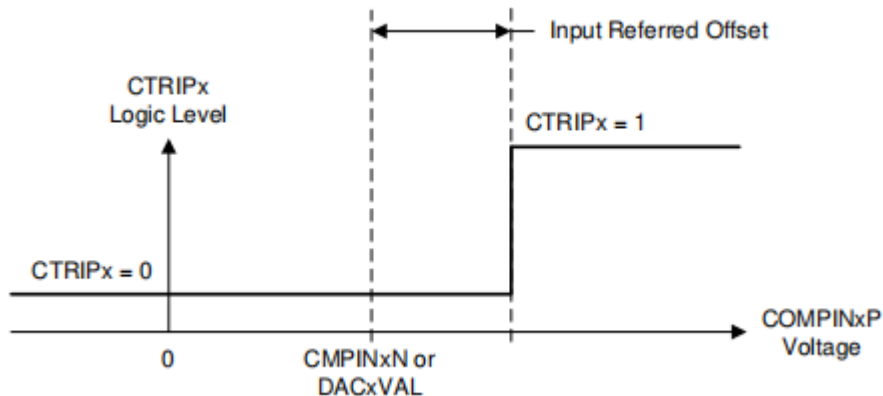 Input Referred Offset
CTRIPx
Logic Level
CTRIPx = 1
CTRIPx = 0
COMPINxP
Voltage
0
CMPINxN or
DACxVAL